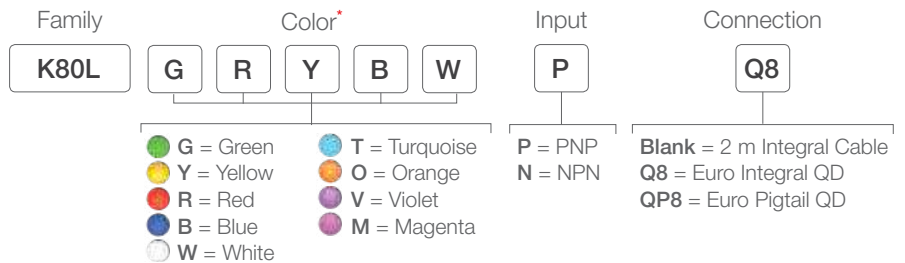 Family Color* Input Connection
K80L G R Y B W P Q8
G = Green T = Turquoise P = PNP Blank = 2 m Integral Cable
Y = Yellow O = Orange N = NPN Q8 = Euro Integral QD
R = Red V = Violet QP8 = Euro Pigtail QD
B = Blue M = Magenta
W = White